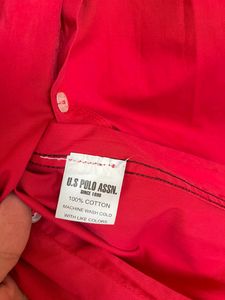 U.S POLO ASSN.
SINCE 1890
100% COTTON
MACHINE WASH COLD
WITH LIKE COLORS